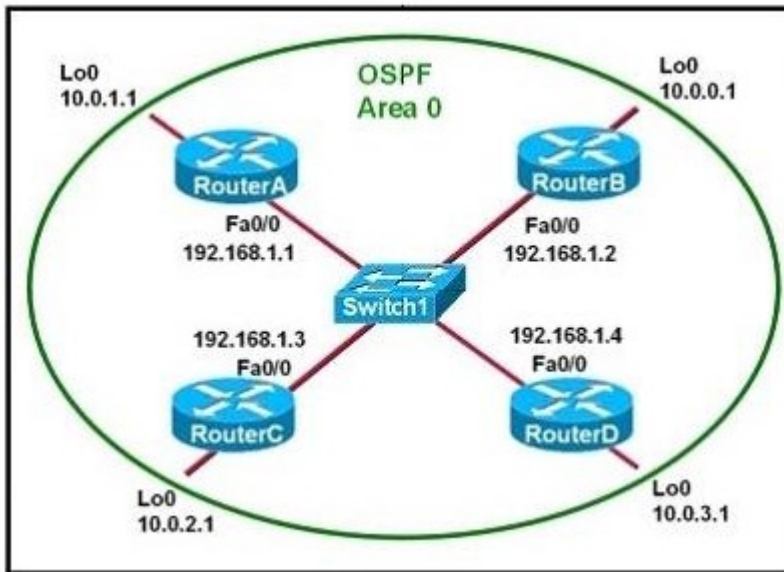 Lo0
10.0.1.1
OSPF
Area 0
Lo0
10.0.0.1
RouterA
RouterB
Fa0/0
192.168.1.1
Fa0/0
192.168.1.2
Switch1
192.168.1.3
Fa0/0
192.168.1.4
Fa0/0
RouterC
RouterD
Lo0
10.0.2.1
Lo0
10.0.3.1